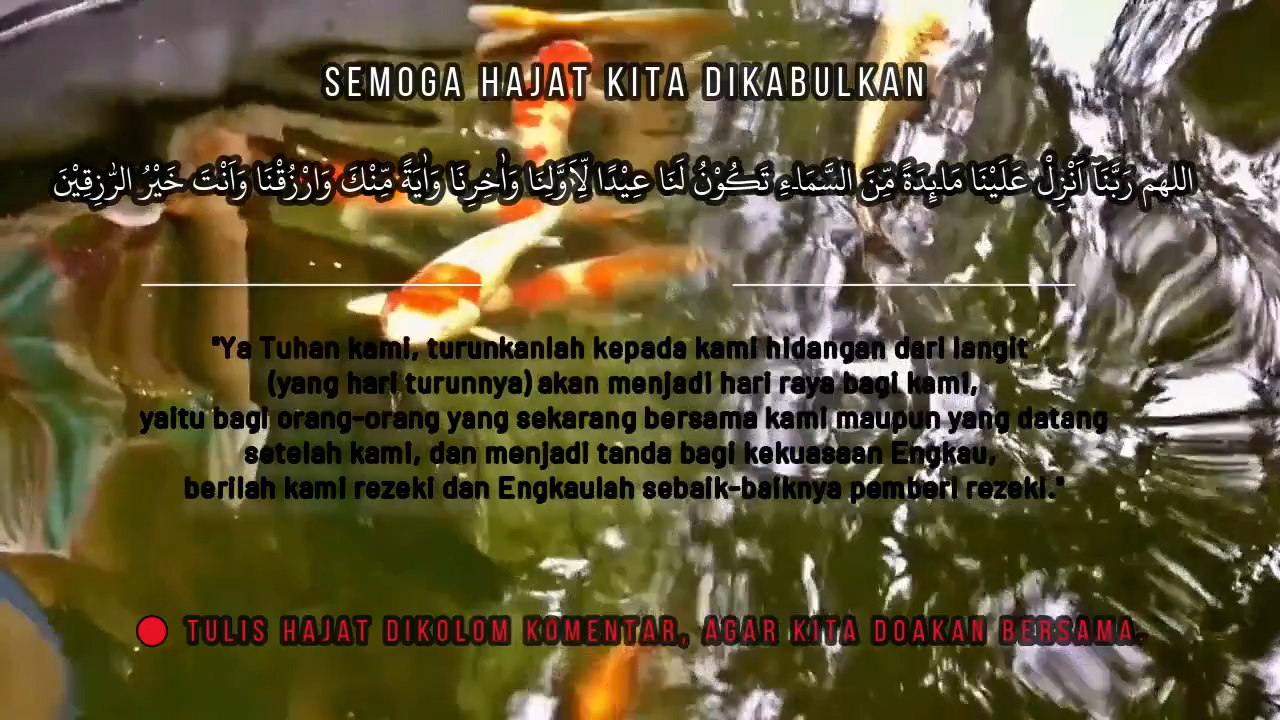 SEMOGA HAJAT KITA DIKABULKAN
اللهم رَبَّنَآ اَنْزِلْ عَلَيْنَا مَاۤىِٕدَةً مِّنَ السَّمَاۤءِ تَكُوْنُ لَنَا عِيْدًا لِّاَوَّلِنَا وَاٰخِرِنَا وَاٰيَةً مِّنْكَ وَارْزُقْنَا وَاَنْتَ خَيْرُ الرّٰزِقِيْنَ
"Ya Tuhan kami, turunkanlah kepada kami hidangan dari langit
(yang hari turunnya) akan menjadi hari raya bagi kami,
yaitu bagi orang-orang yang sekarang bersama kami maupun yang datang
setelah kami, dan menjadi tanda bagi kekuasaan Engkau,
berilah kami rezeki dan Engkaulah sebaik-baiknya pemberi rezeki."
TULIS HAJAT DIKOLOM KOMENTAR, AGAR KITA DOAKAN BERSAMA.